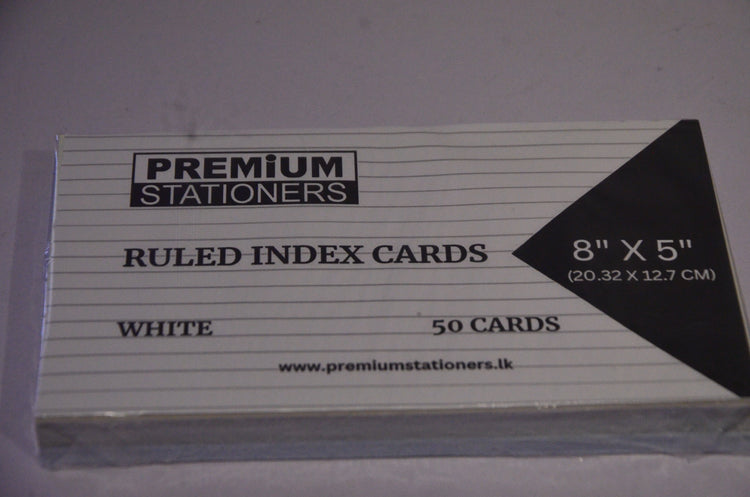 PREMiUM
STATIONERS
RULED INDEX CARDS
8" X 5"
(20.32 X 12.7 CM)
WHITE
50 CARDS
www.premiumstationers.lk